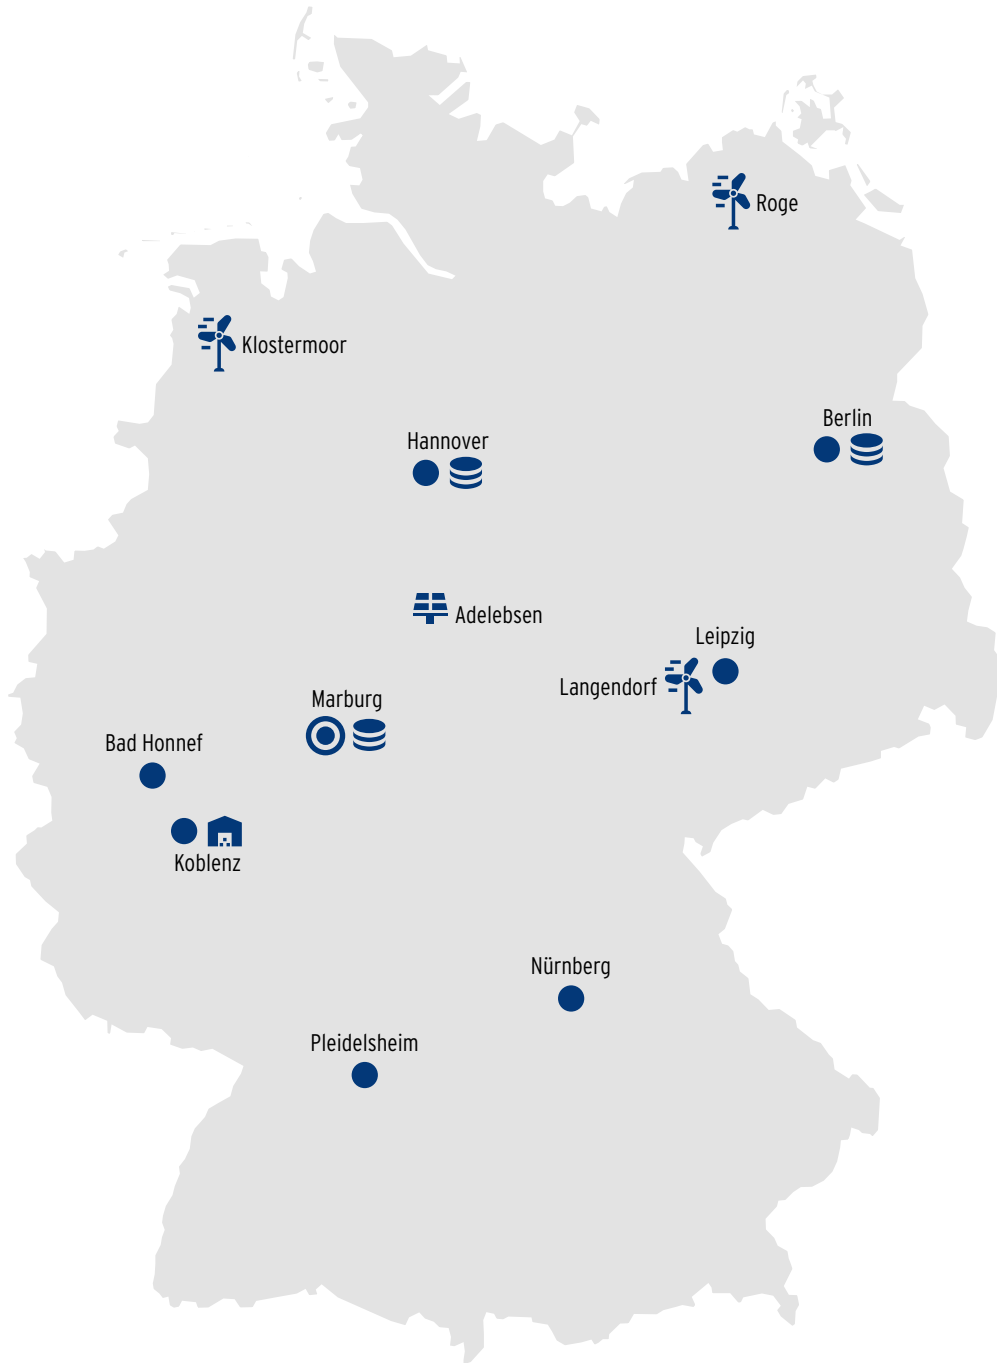 Roge
Klostermoor
Berlin
Hannover
Adelebsen
Leipzig
Langendorf
Marburg
Bad Honnef
Koblenz
Nürnberg
Pleidelsheim